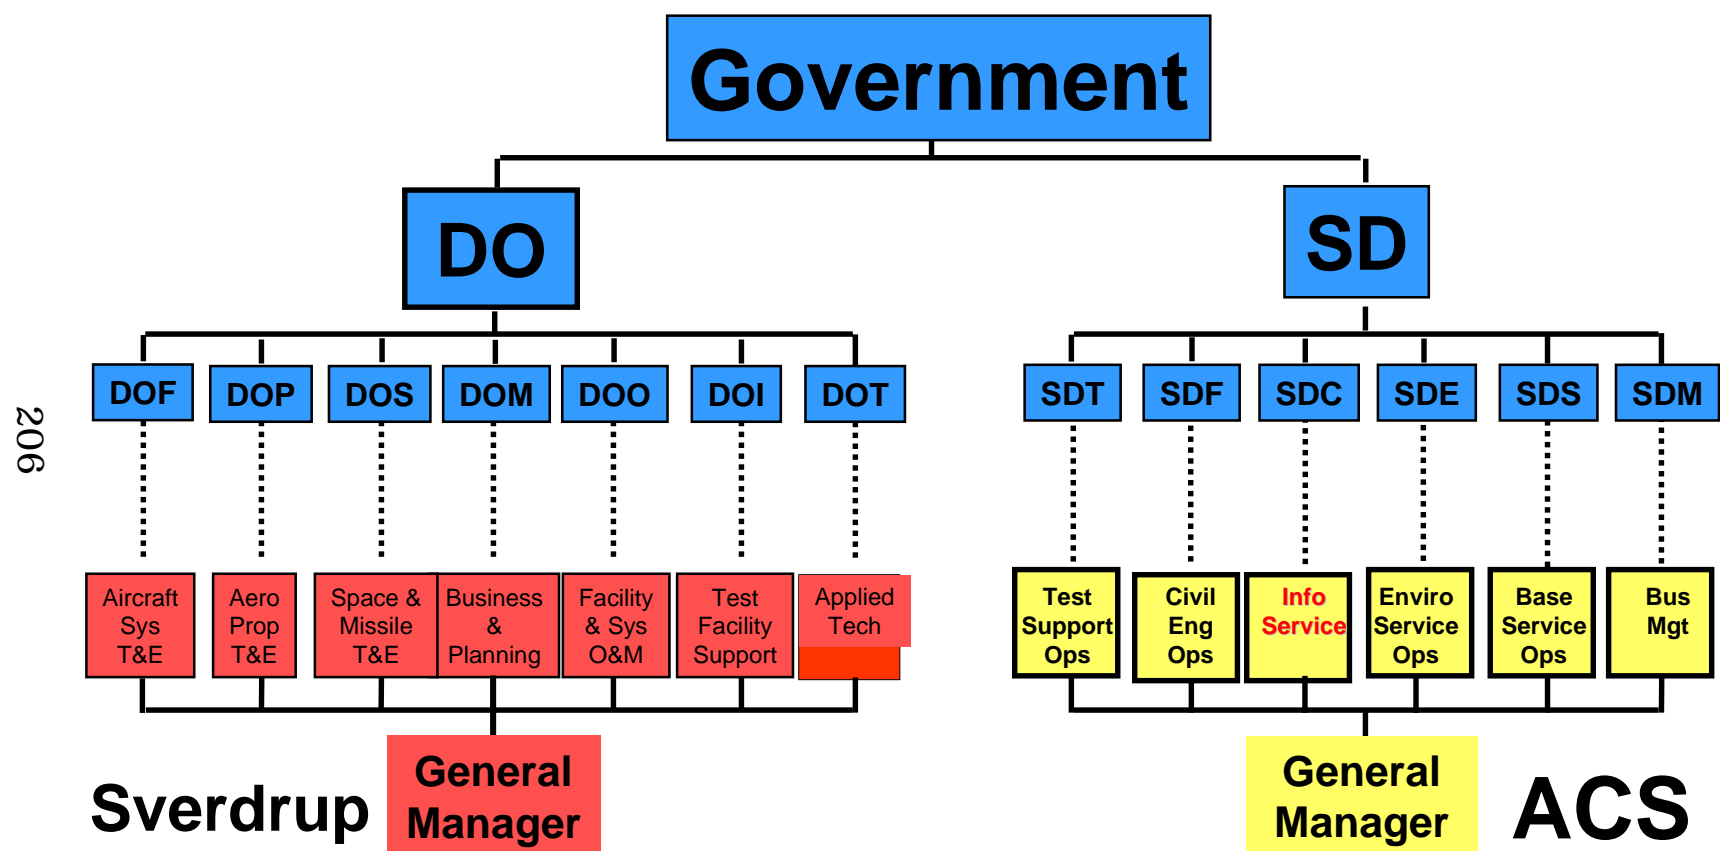 Government
DO
SD
DOF
DOP
DOS
DOM
DOO
DOI
DOT
SDT
SDF
SDC
SDE
SDS
SDM
206
Aircraft
Sys
T&E
Aero
Prop
T&E
Space &
Missile
T&E
Business
&
Planning
Facility
& Sys
O&M
Test
Facility
Support
Applied
Tech
Test
Support
Ops
Civil
Eng
Ops
Info
Service
Enviro
Service
Ops
Base
Service
Ops
Bus
Mgt
Sverdrup
General
Manager
General
Manager
ACS